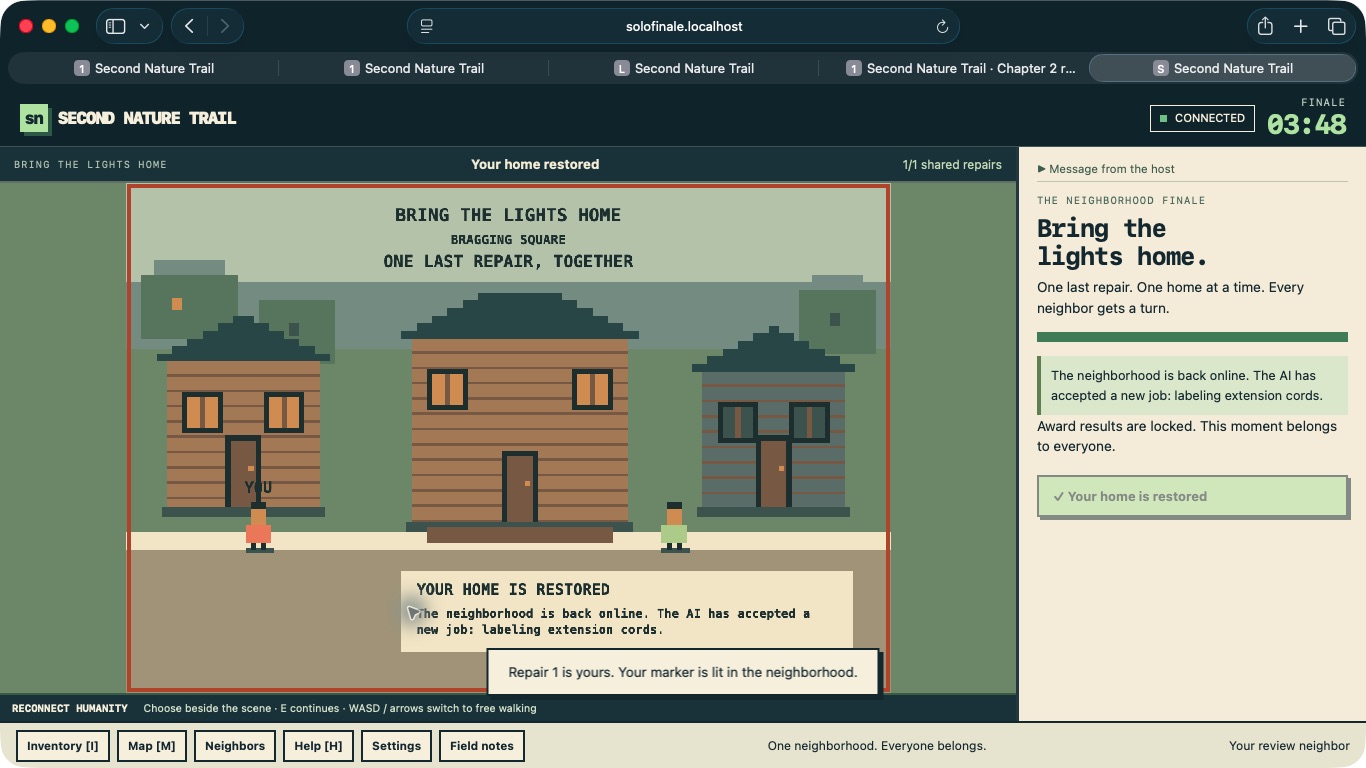 solofinale.localhost
1 Second Nature Trail
1 Second Nature Trail
L Second Nature Trail
1 Second Nature Trail · Chapter 2 r...
S Second Nature Trail
sn SECOND NATURE TRAIL
CONNECTED
FINALE
03:48
BRING THE LIGHTS HOME
Your home restored
1/1 shared repairs
BRING THE LIGHTS HOME
BRAGGING SQUARE
ONE LAST REPAIR, TOGETHER
YOU
YOUR HOME IS RESTORED
The neighborhood is back online. The AI has accepted a
new job: labeling extension cords.
Repair 1 is yours. Your marker is lit in the neighborhood.
RECONNECT HUMANITY Choose beside the scene · E continues · WASD / arrows switch to free walking
Message from the host
THE NEIGHBORHOOD FINALE
Bring the
lights home.
One last repair. One home at a time. Every
neighbor gets a turn.
The neighborhood is back online. The AI has
accepted a new job: labeling extension cords.
Award results are locked. This moment belongs
to everyone.
✓ Your home is restored
Inventory [I]
Map [M]
Neighbors
Help [H]
Settings
Field notes
One neighborhood. Everyone belongs.
Your review neighbor